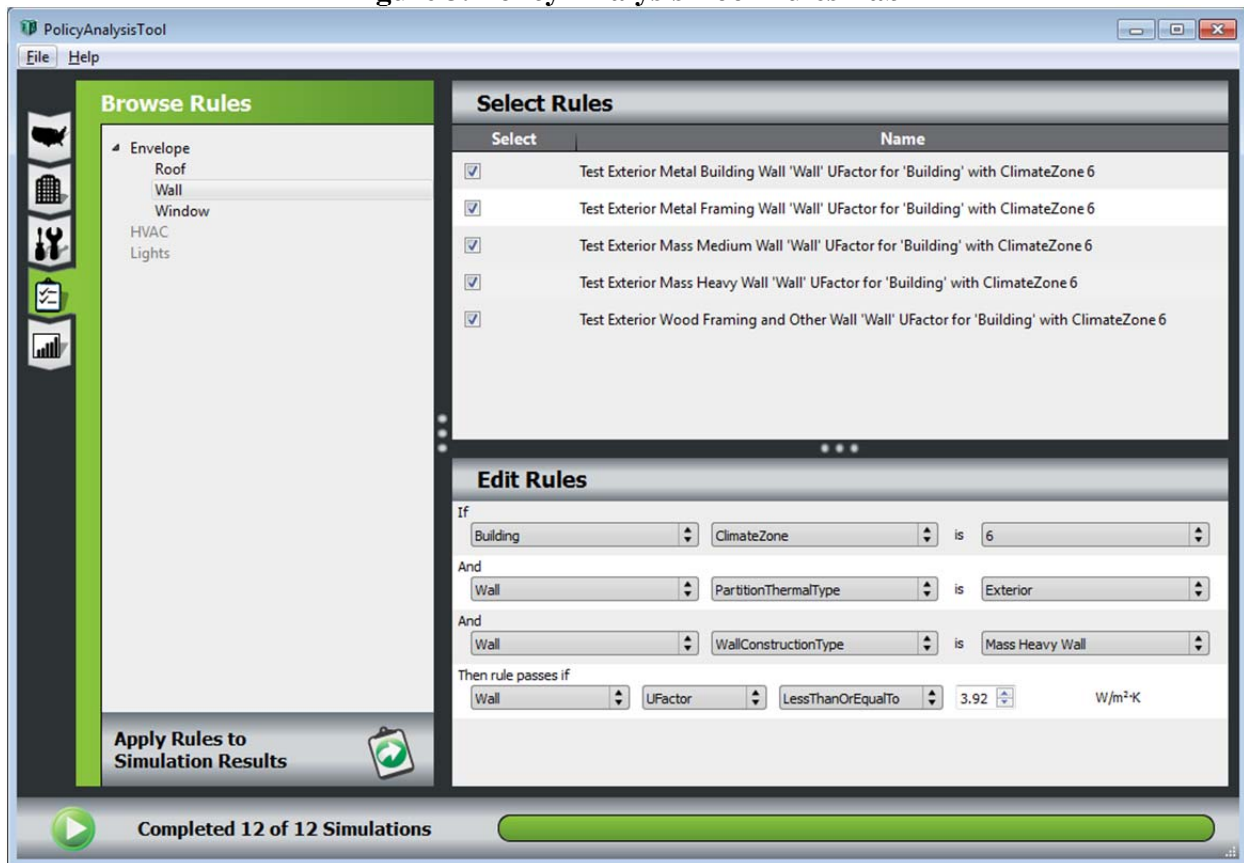 PolicyAnalysisTool
File Help
Browse Rules
Envelope
Roof
Wall
Window
HVAC
Lights
Apply Rules to
Simulation Results
Select Rules
Select Name
Test Exterior Metal Building Wall 'Wall' UFactor for 'Building' with ClimateZone 6
Test Exterior Metal Framing Wall 'Wall' UFactor for 'Building' with ClimateZone 6
Test Exterior Mass Medium Wall 'Wall' UFactor for 'Building' with ClimateZone 6
Test Exterior Mass Heavy Wall 'Wall' UFactor for 'Building' with ClimateZone 6
Test Exterior Wood Framing and Other Wall 'Wall' UFactor for 'Building' with ClimateZone 6
Edit Rules
If
Building ClimateZone is 6
And
Wall PartitionThermalType is Exterior
And
Wall WallConstructionType is Mass Heavy Wall
Then rule passes if
Wall UFactor LessThanOrEqualTo 3.92 W/m²·K
Completed 12 of 12 Simulations